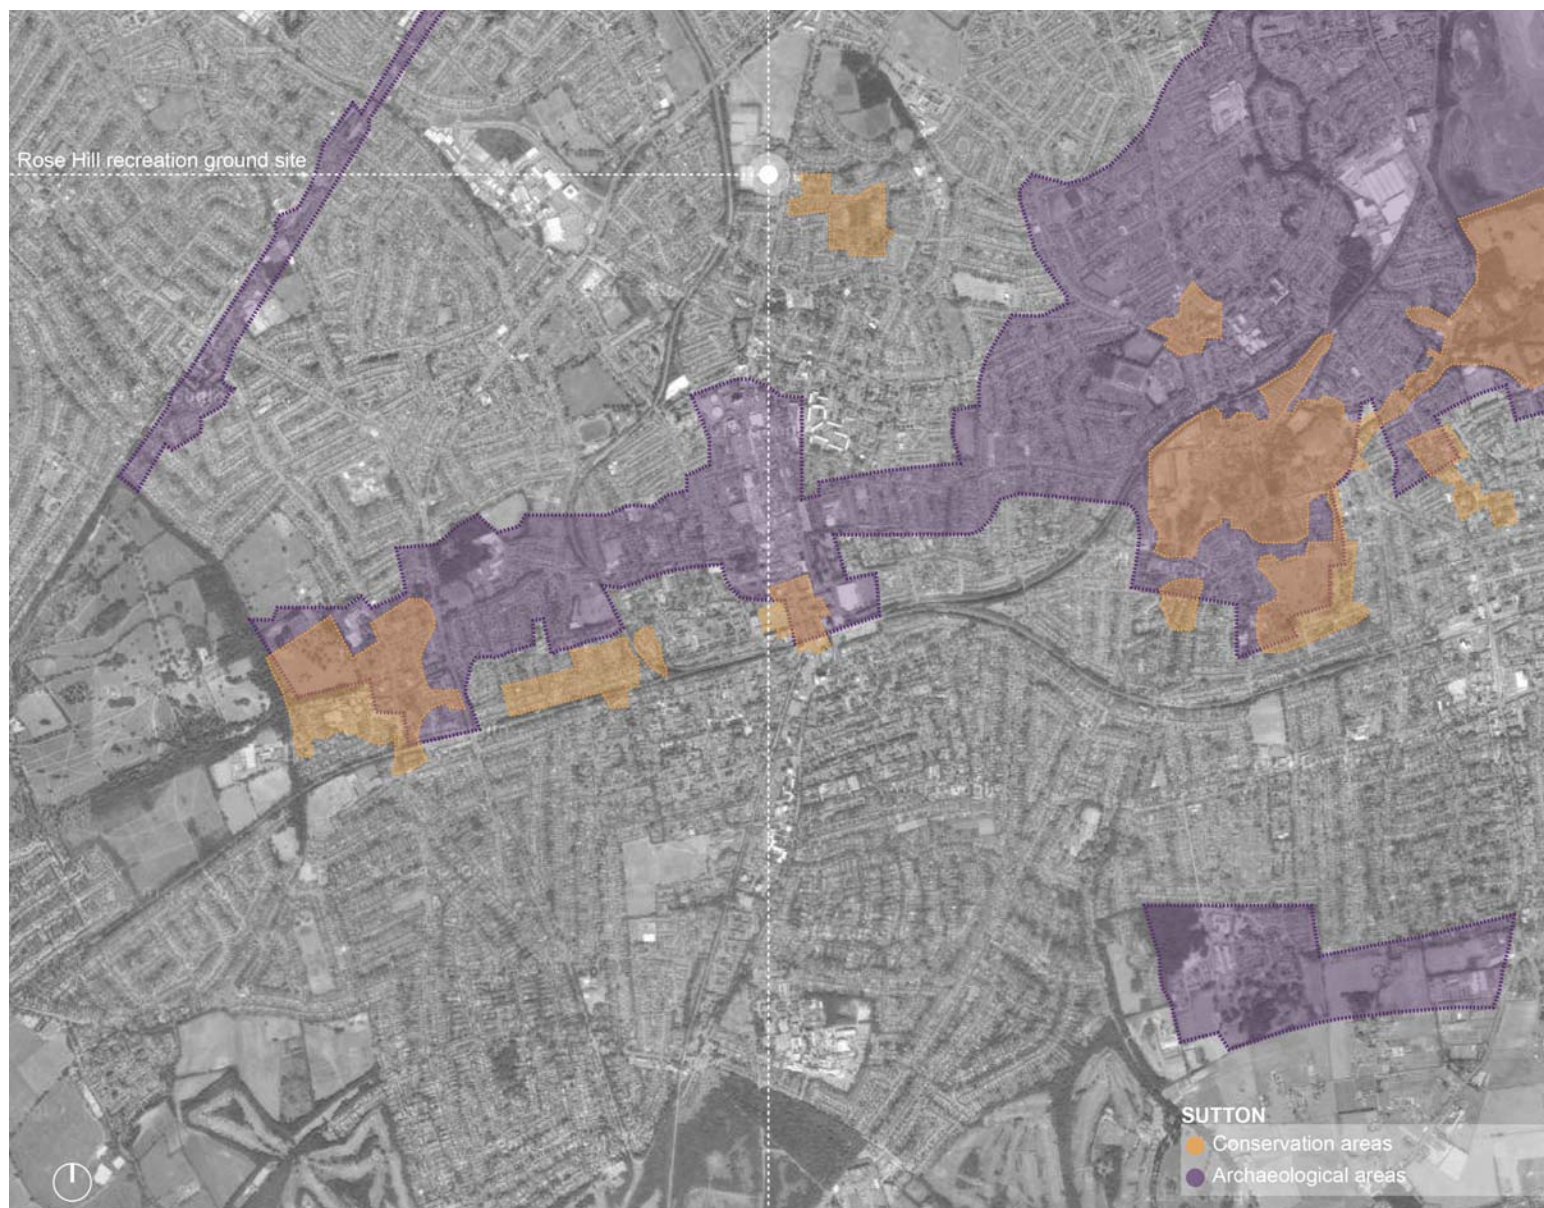 Rose Hill recreation ground site
SUTTON
Conservation areas
Archaeological areas